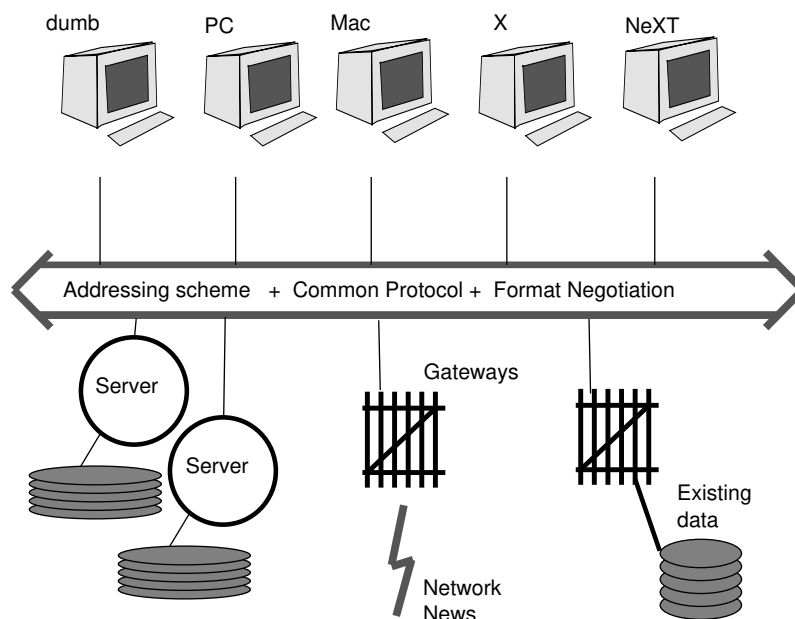 dumb PC Mac X NeXT
Addressing scheme + Common Protocol + Format Negotiation
Server
Gateways
Server
Existing
data
Network
News